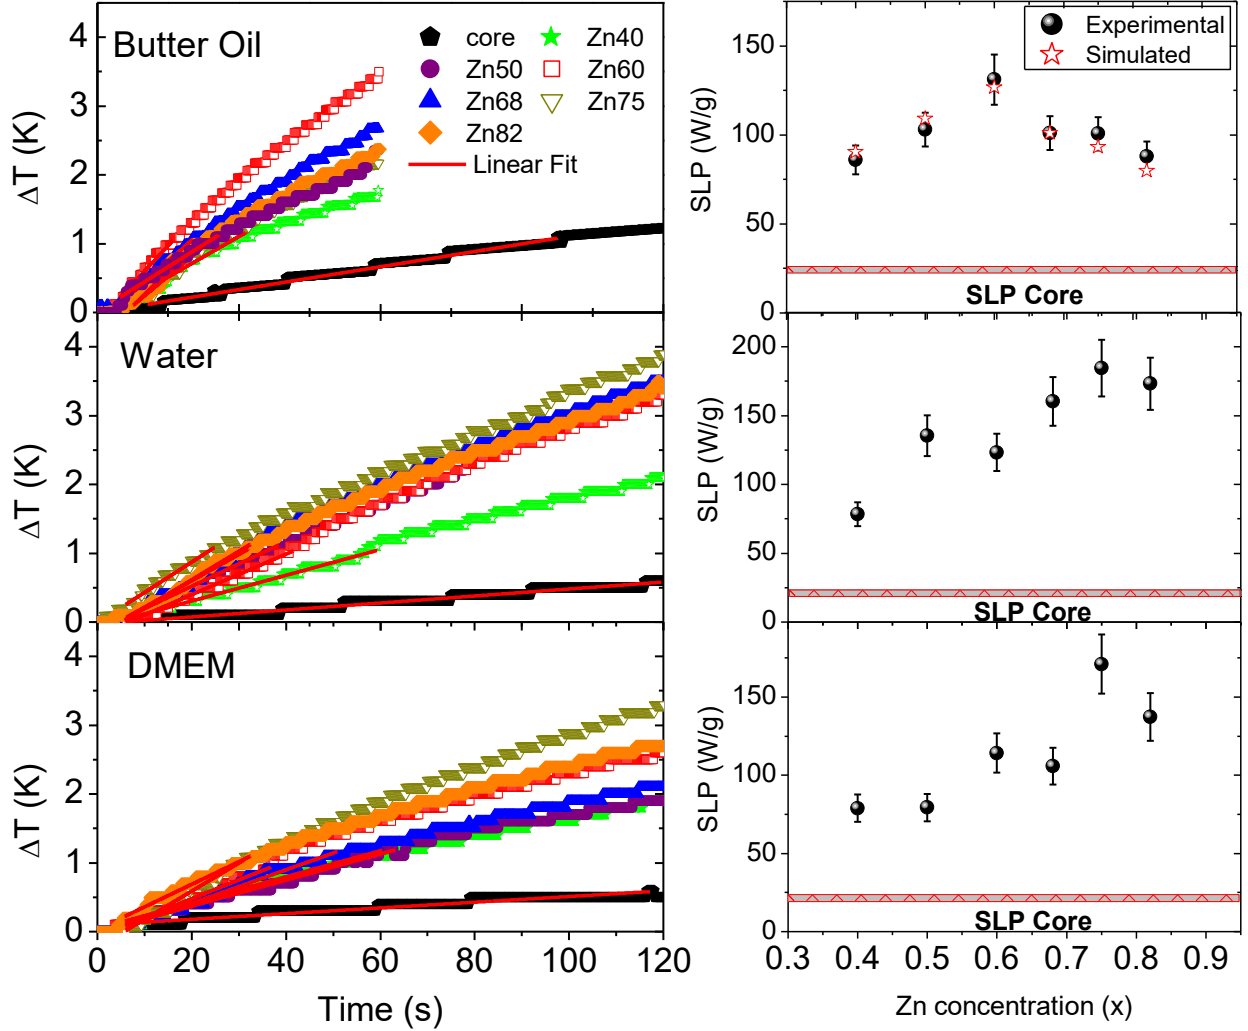 Butter Oil
core
Zn40
Zn50
Zn60
Zn68
Zn75
Zn82
Linear Fit
ΔT (K)
4
3
2
1
0
Water
ΔT (K)
4
3
2
1
0
DMEM
ΔT (K)
4
3
2
1
0
0 20 40 60 80 100 120
Time (s)
Experimental
Simulated
SLP (W/g)
150
100
50
0
SLP Core
SLP (W/g)
200
150
100
50
0
SLP Core
SLP (W/g)
150
100
50
0
SLP Core
0.3 0.4 0.5 0.6 0.7 0.8 0.9
Zn concentration (x)